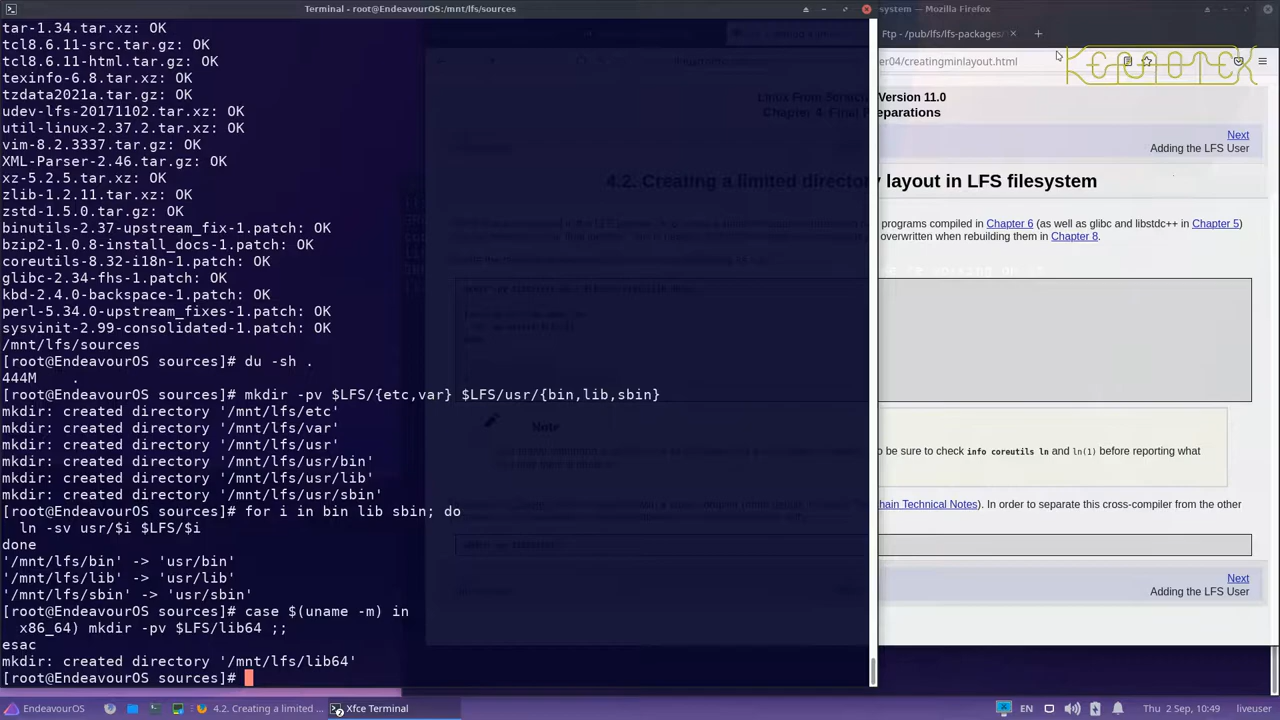 Terminal - root@EndeavourOS:/mnt/lfs/sources
tar-1.34.tar.xz: OK
tcl8.6.11-src.tar.gz: OK
tcl8.6.11-html.tar.gz: OK
texinfo-6.8.tar.xz: OK
tzdata2021a.tar.gz: OK
udev-lfs-20171102.tar.xz: OK
util-linux-2.37.2.tar.xz: OK
vim-8.2.3337.tar.gz: OK
XML-Parser-2.46.tar.gz: OK
xz-5.2.5.tar.xz: OK
zlib-1.2.11.tar.xz: OK
zstd-1.5.0.tar.gz: OK
binutils-2.37-upstream_fix-1.patch: OK
bzip2-1.0.8-install_docs-1.patch: OK
coreutils-8.32-i18n-1.patch: OK
glibc-2.34-fhs-1.patch: OK
kbd-2.4.0-backspace-1.patch: OK
perl-5.34.0-upstream_fixes-1.patch: OK
sysvinit-2.99-consolidated-1.patch: OK
/mnt/lfs/sources
[root@EndeavourOS sources]# du -sh .
444M    .
[root@EndeavourOS sources]# mkdir -pv $LFS/{etc,var} $LFS/usr/{bin,lib,sbin}
mkdir: created directory '/mnt/lfs/etc'
mkdir: created directory '/mnt/lfs/var'
mkdir: created directory '/mnt/lfs/usr'
mkdir: created directory '/mnt/lfs/usr/bin'
mkdir: created directory '/mnt/lfs/usr/lib'
mkdir: created directory '/mnt/lfs/usr/sbin'
[root@EndeavourOS sources]# for i in bin lib sbin; do
  ln -sv usr/$i $LFS/$i
done
'/mnt/lfs/bin' -> 'usr/bin'
'/mnt/lfs/lib' -> 'usr/lib'
'/mnt/lfs/sbin' -> 'usr/sbin'
[root@EndeavourOS sources]# case $(uname -m) in
  x86_64) mkdir -pv $LFS/lib64 ;;
esac
mkdir: created directory '/mnt/lfs/lib64'
[root@EndeavourOS sources]#
system — Mozilla Firefox
Ftp - /pub/lfs/lfs-packages/
er04/creatingminlayout.html
Linux From Scratch Version 11.0
Chapter 4. Final Preparations
Next
Adding the LFS User
4.2. Creating a limited directory layout in LFS filesystem
programs compiled in Chapter 6 (as well as glibc and libstdc++ in Chapter 5)
overwritten when rebuilding them in Chapter 8.
Note
o be sure to check info coreutils ln and ln(1) before reporting what
hain Technical Notes). In order to separate this cross-compiler from the other
Next
Adding the LFS User
EndeavourOS
4.2. Creating a limited ...
Xfce Terminal
EN
Thu 2 Sep, 10:49
liveuser